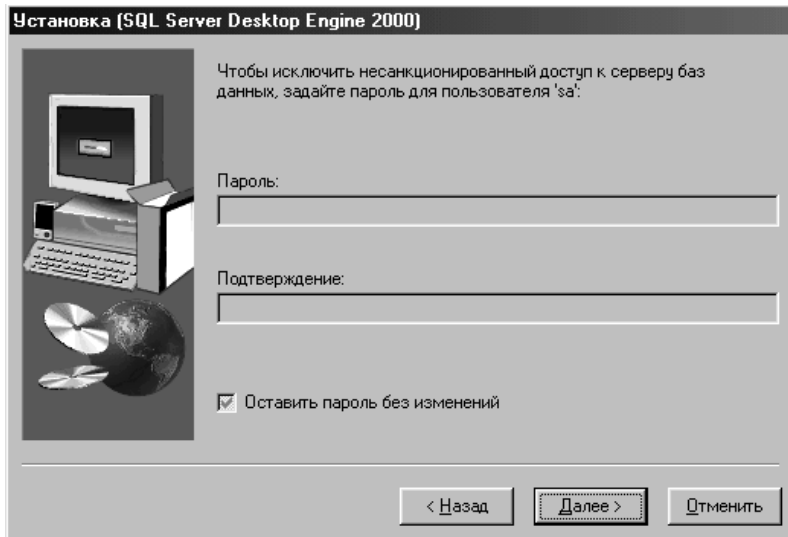 Установка (SQL Server Desktop Engine 2000)
Чтобы исключить несанкционированный доступ к серверу баз
данных, задайте пароль для пользователя 'sa':
Пароль:
Подтверждение:
Оставить пароль без изменений
< Назад
Далее >
Отменить